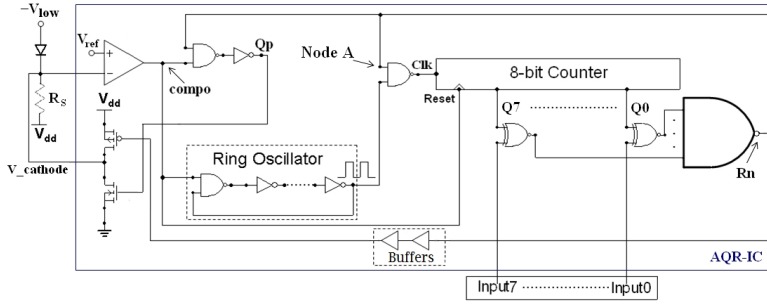 −Vlow
Vref
+
−
Qp
Node A
Clk
8-bit Counter
compo
Reset
RS
Vdd
Vdd
Q7
Q0
Ring Oscillator
V_cathode
Rn
Buffers
AQR-IC
Input7
Input0